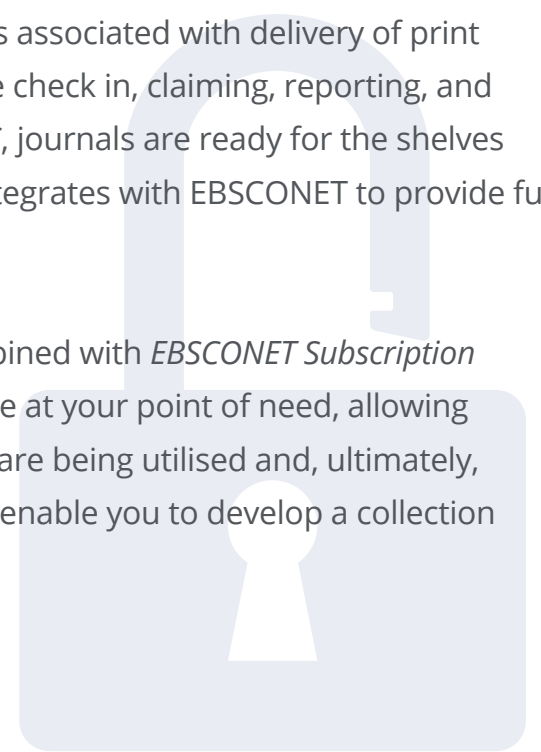 s associated with delivery of print
e check in, claiming, reporting, and
, journals are ready for the shelves
tegrates with EBSCONET to provide fu
bined with EBSCONET Subscription
e at your point of need, allowing
are being utilised and, ultimately,
enable you to develop a collection